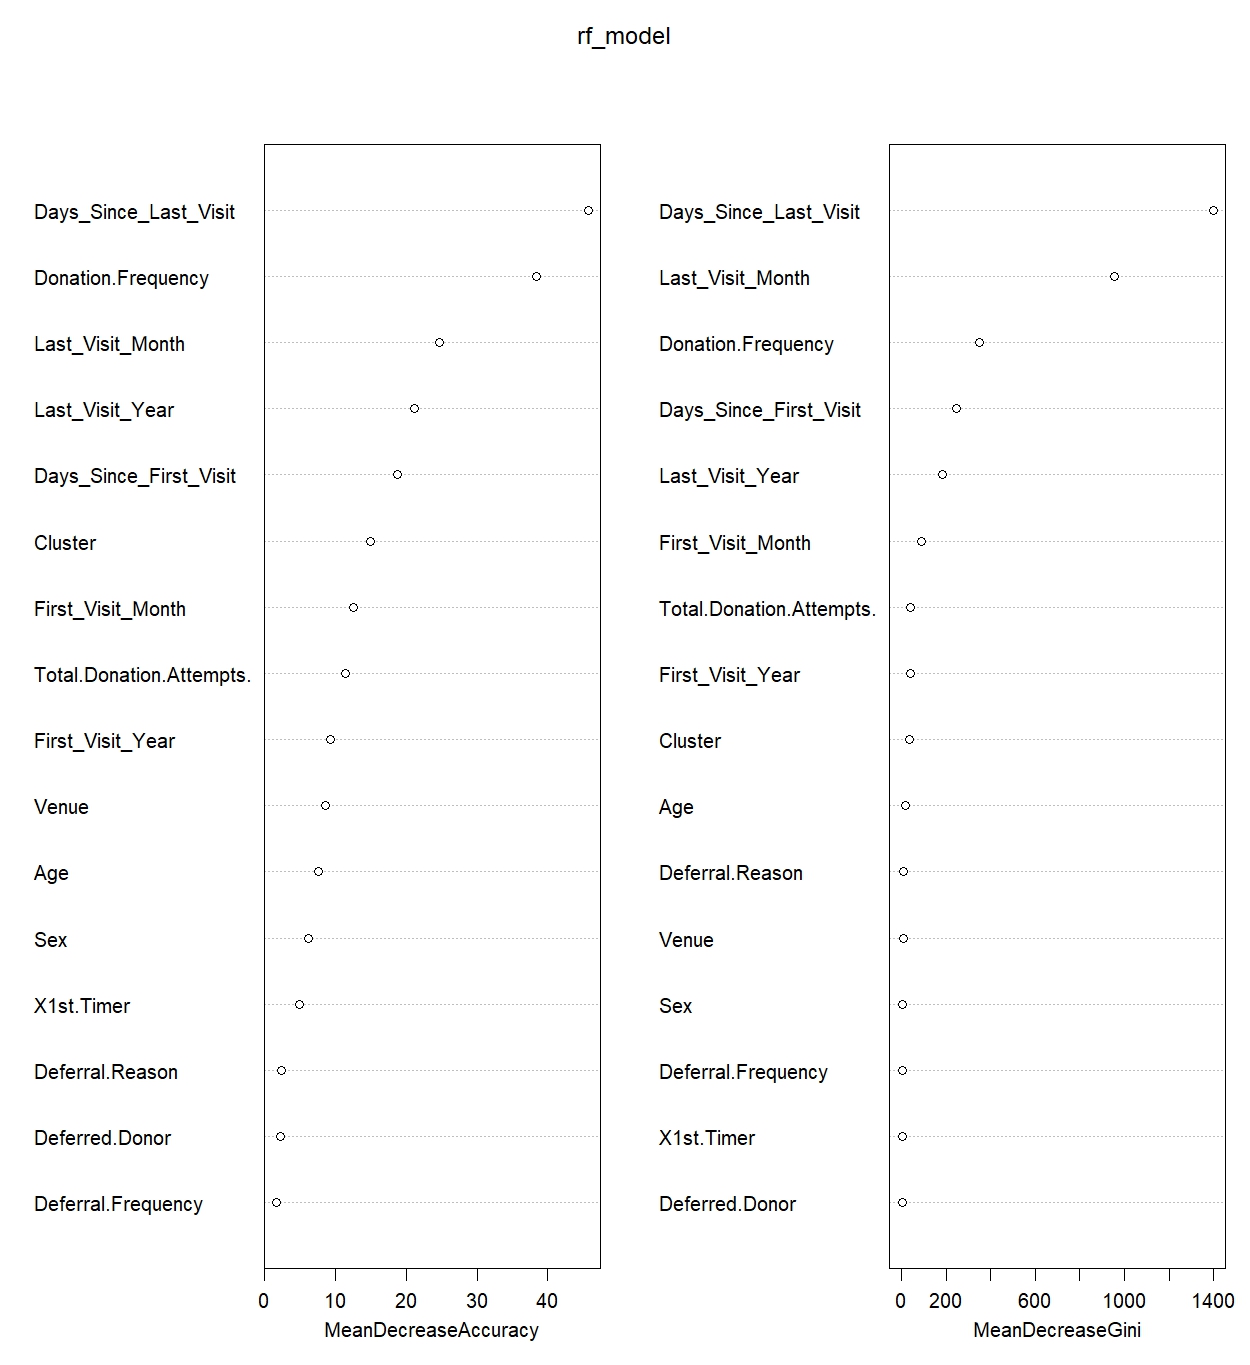 rf_model
Days_Since_Last_Visit
Donation.Frequency
Last_Visit_Month
Last_Visit_Year
Days_Since_First_Visit
Cluster
First_Visit_Month
Total.Donation.Attempts.
First_Visit_Year
Venue
Age
Sex
X1st.Timer
Deferral.Reason
Deferred.Donor
Deferral.Frequency
0 10 20 30 40
MeanDecreaseAccuracy
Days_Since_Last_Visit
Last_Visit_Month
Donation.Frequency
Days_Since_First_Visit
Last_Visit_Year
First_Visit_Month
Total.Donation.Attempts.
First_Visit_Year
Cluster
Age
Deferral.Reason
Venue
Sex
Deferral.Frequency
X1st.Timer
Deferred.Donor
0 200 600 1000 1400
MeanDecreaseGini